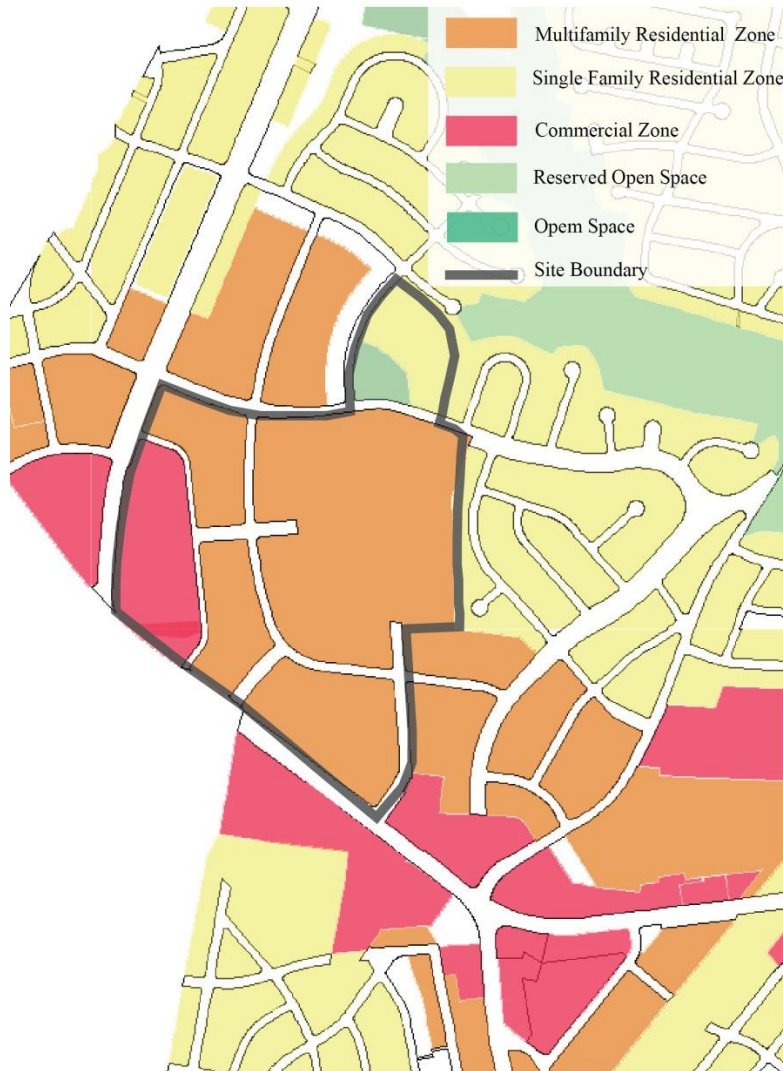 Multifamily Residential Zone
Single Family Residential Zone
Commercial Zone
Reserved Open Space
Opem Space
Site Boundary